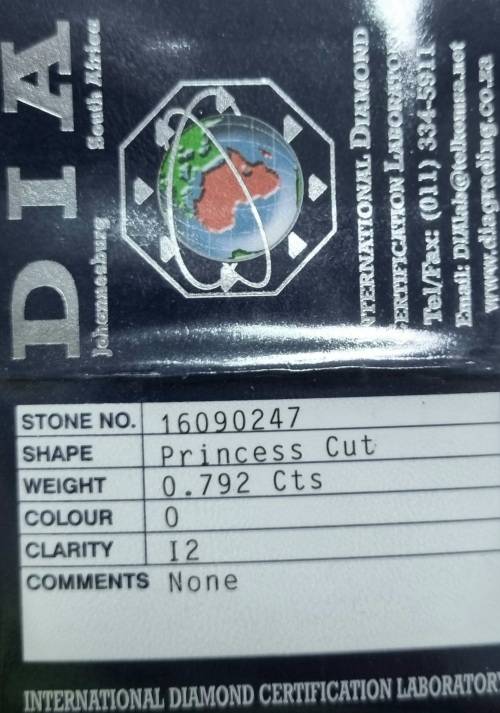 DIA
Johannesburg South Africa
INTERNATIONAL DIAMOND
CERTIFICATION LABORATORY
Tel/Fax: (011) 334-5911
Email: DIAlab@telkomsa.net
www.diagrading.co.za
STONE NO. 16090247
SHAPE Princess Cut
WEIGHT 0.792 Cts
COLOUR O
CLARITY I2
COMMENTS None
INTERNATIONAL DIAMOND CERTIFICATION LABORATORY